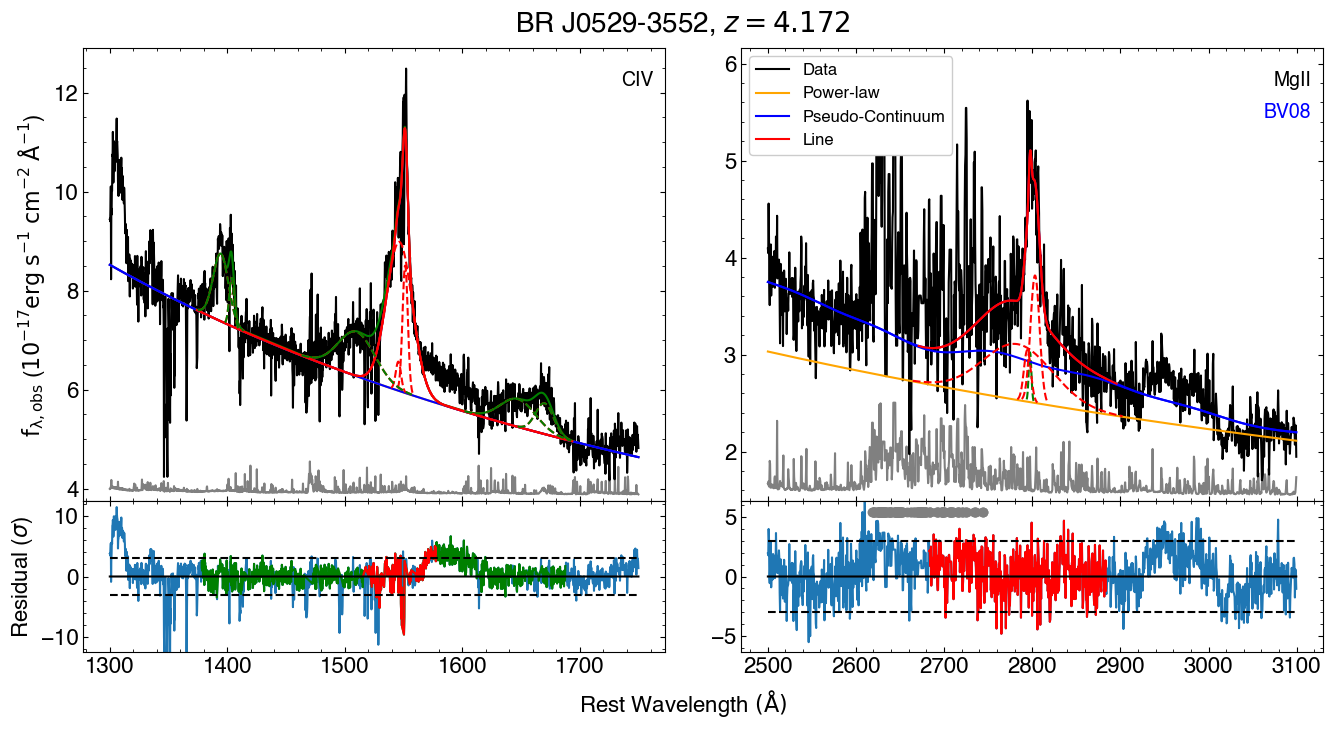 BR J0529-3552, z = 4.172
CIV
12
10
8
6
4
f_λ,obs (10⁻¹⁷erg s⁻¹ cm⁻² Å⁻¹)
MgII
BV08
Data
Power-law
Pseudo-Continuum
Line
6
5
4
3
2
10
0
−10
Residual (σ)
5
0
−5
1300 1400 1500 1600 1700
2500 2600 2700 2800 2900 3000 3100
Rest Wavelength (Å)